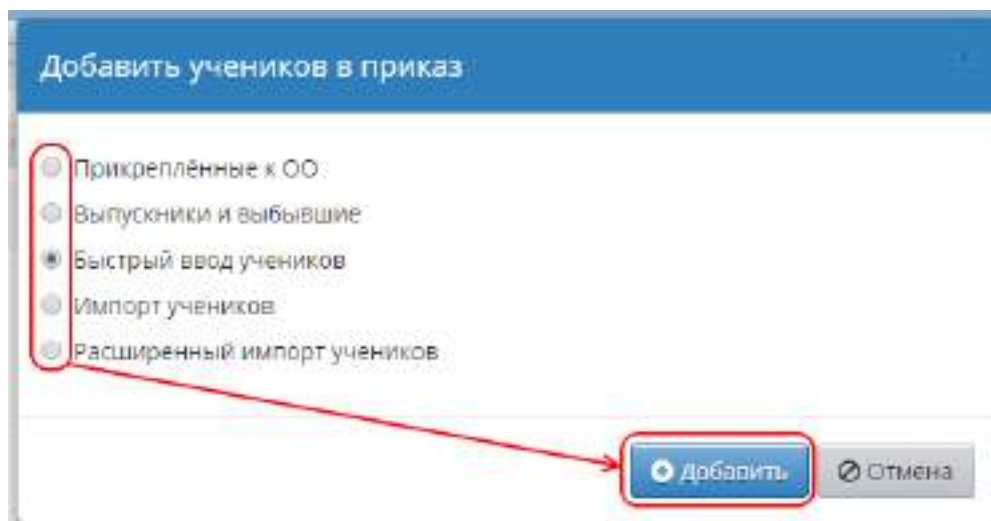 Добавить учеников в приказ
Прикреплённые к ОО
Выпускники и выбывшие
Быстрый ввод учеников
Импорт учеников
Расширенный импорт учеников
Добавить
Отмена